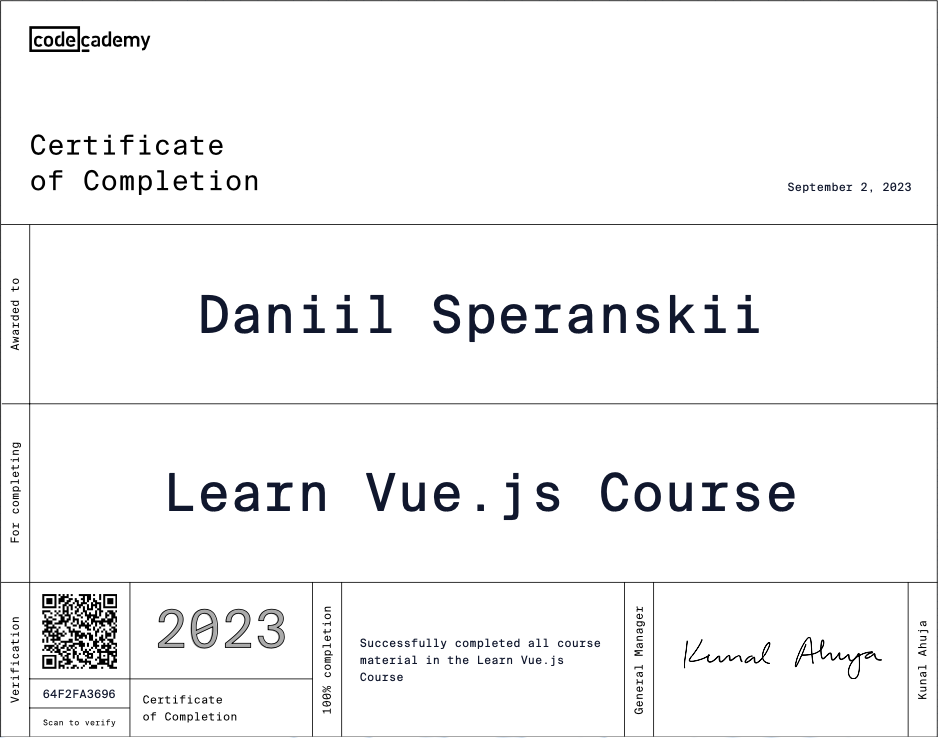 codecademy
Certificate
of Completion
September 2, 2023
Awarded to
Daniil Speranskii
For completing
Learn Vue.js Course
Verification
64F2FA3696
Scan to verify
2023
Certificate
of Completion
100% completion
Successfully completed all course
material in the Learn Vue.js
Course
General Manager
Kunal Ahuja
Kunal Ahuja